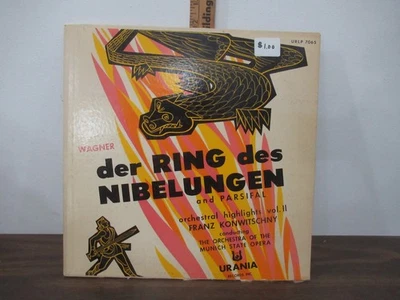 ilding
$1.00
URLP 7065
WAGNER
der RING des
NIBELUNGEN
and PARSIFAL
orchestral highlights vol. II
FRANZ KONWITSCHNY
conducting
THE ORCHESTRA OF THE
MUNICH STATE OPERA
URANIA